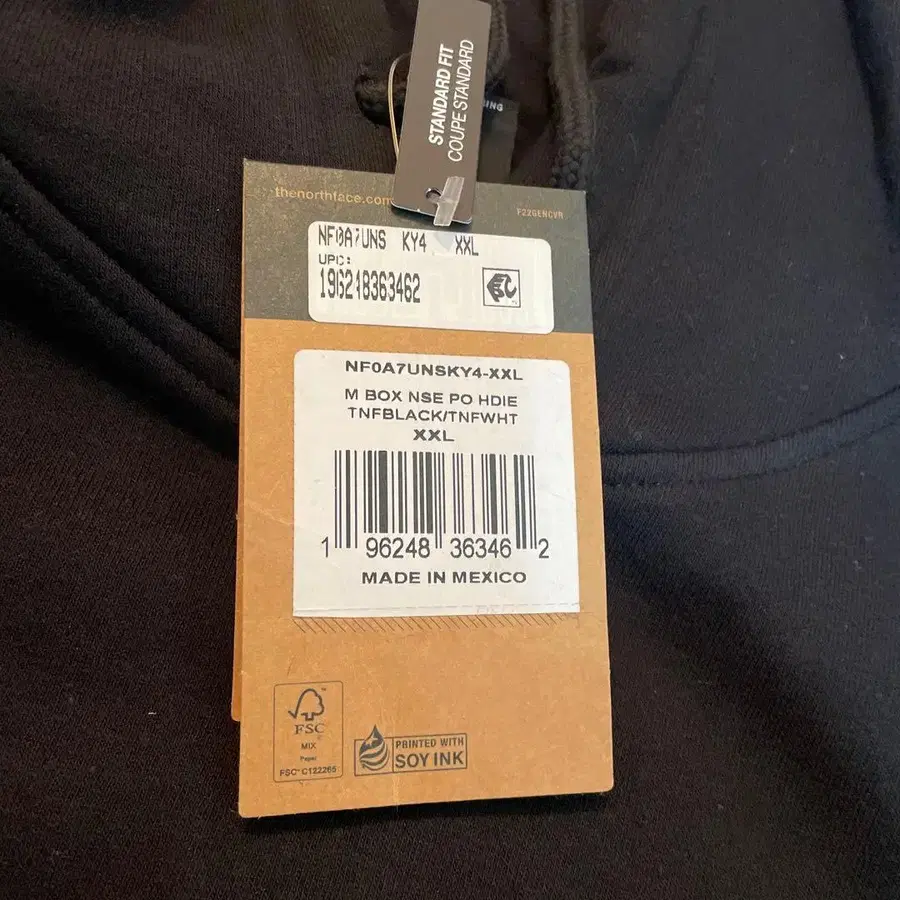 STANDARD FIT
COUPE STANDARD
thenorthface.com
F22GENCVR
NF0A7UNS KY4 XXL
UPC:
196248363462
NF0A7UNSKY4-XXL
M BOX NSE PO HDIE
TNFBLACK/TNFWHT
XXL
1 96248 36346 2
MADE IN MEXICO
FSC
MIX
Paper
FSC® C122265
PRINTED WITH
SOY INK